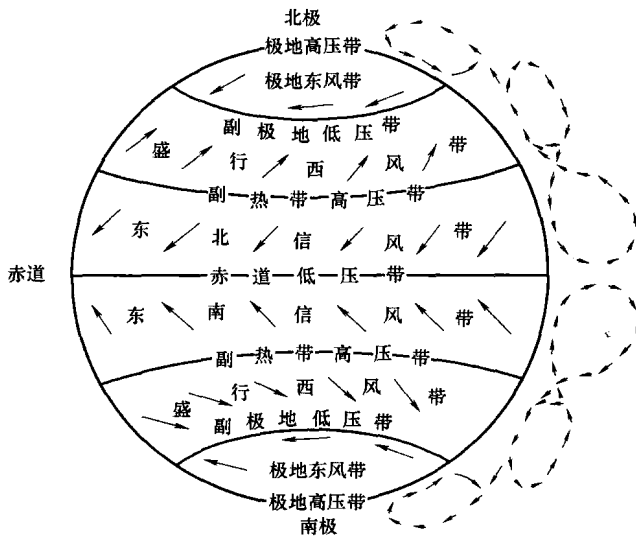 北极
极地高压带
极地东风带
副极地低压带
盛行西风带
副热带高压带
东北信风带
赤道
赤道低压带
东南信风带
副热带高压带
盛行西风带
副极地低压带
极地东风带
极地高压带
南极